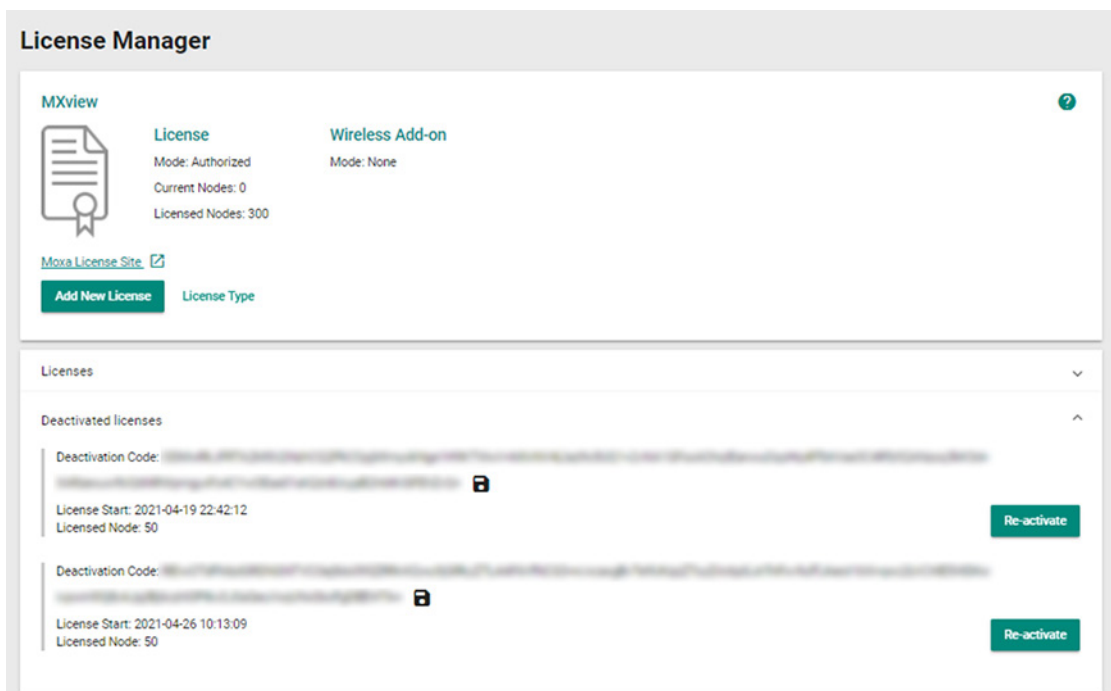 License Manager
MXview
License
Wireless Add-on
Mode: Authorized
Mode: None
Current Nodes: 0
Licensed Nodes: 300
Moxa License Site
Add New License
License Type
Licenses
Deactivated licenses
Deactivation Code:
License Start: 2021-04-19 22:42:12
Licensed Node: 50
Re-activate
Deactivation Code:
License Start: 2021-04-26 10:13:09
Licensed Node: 50
Re-activate